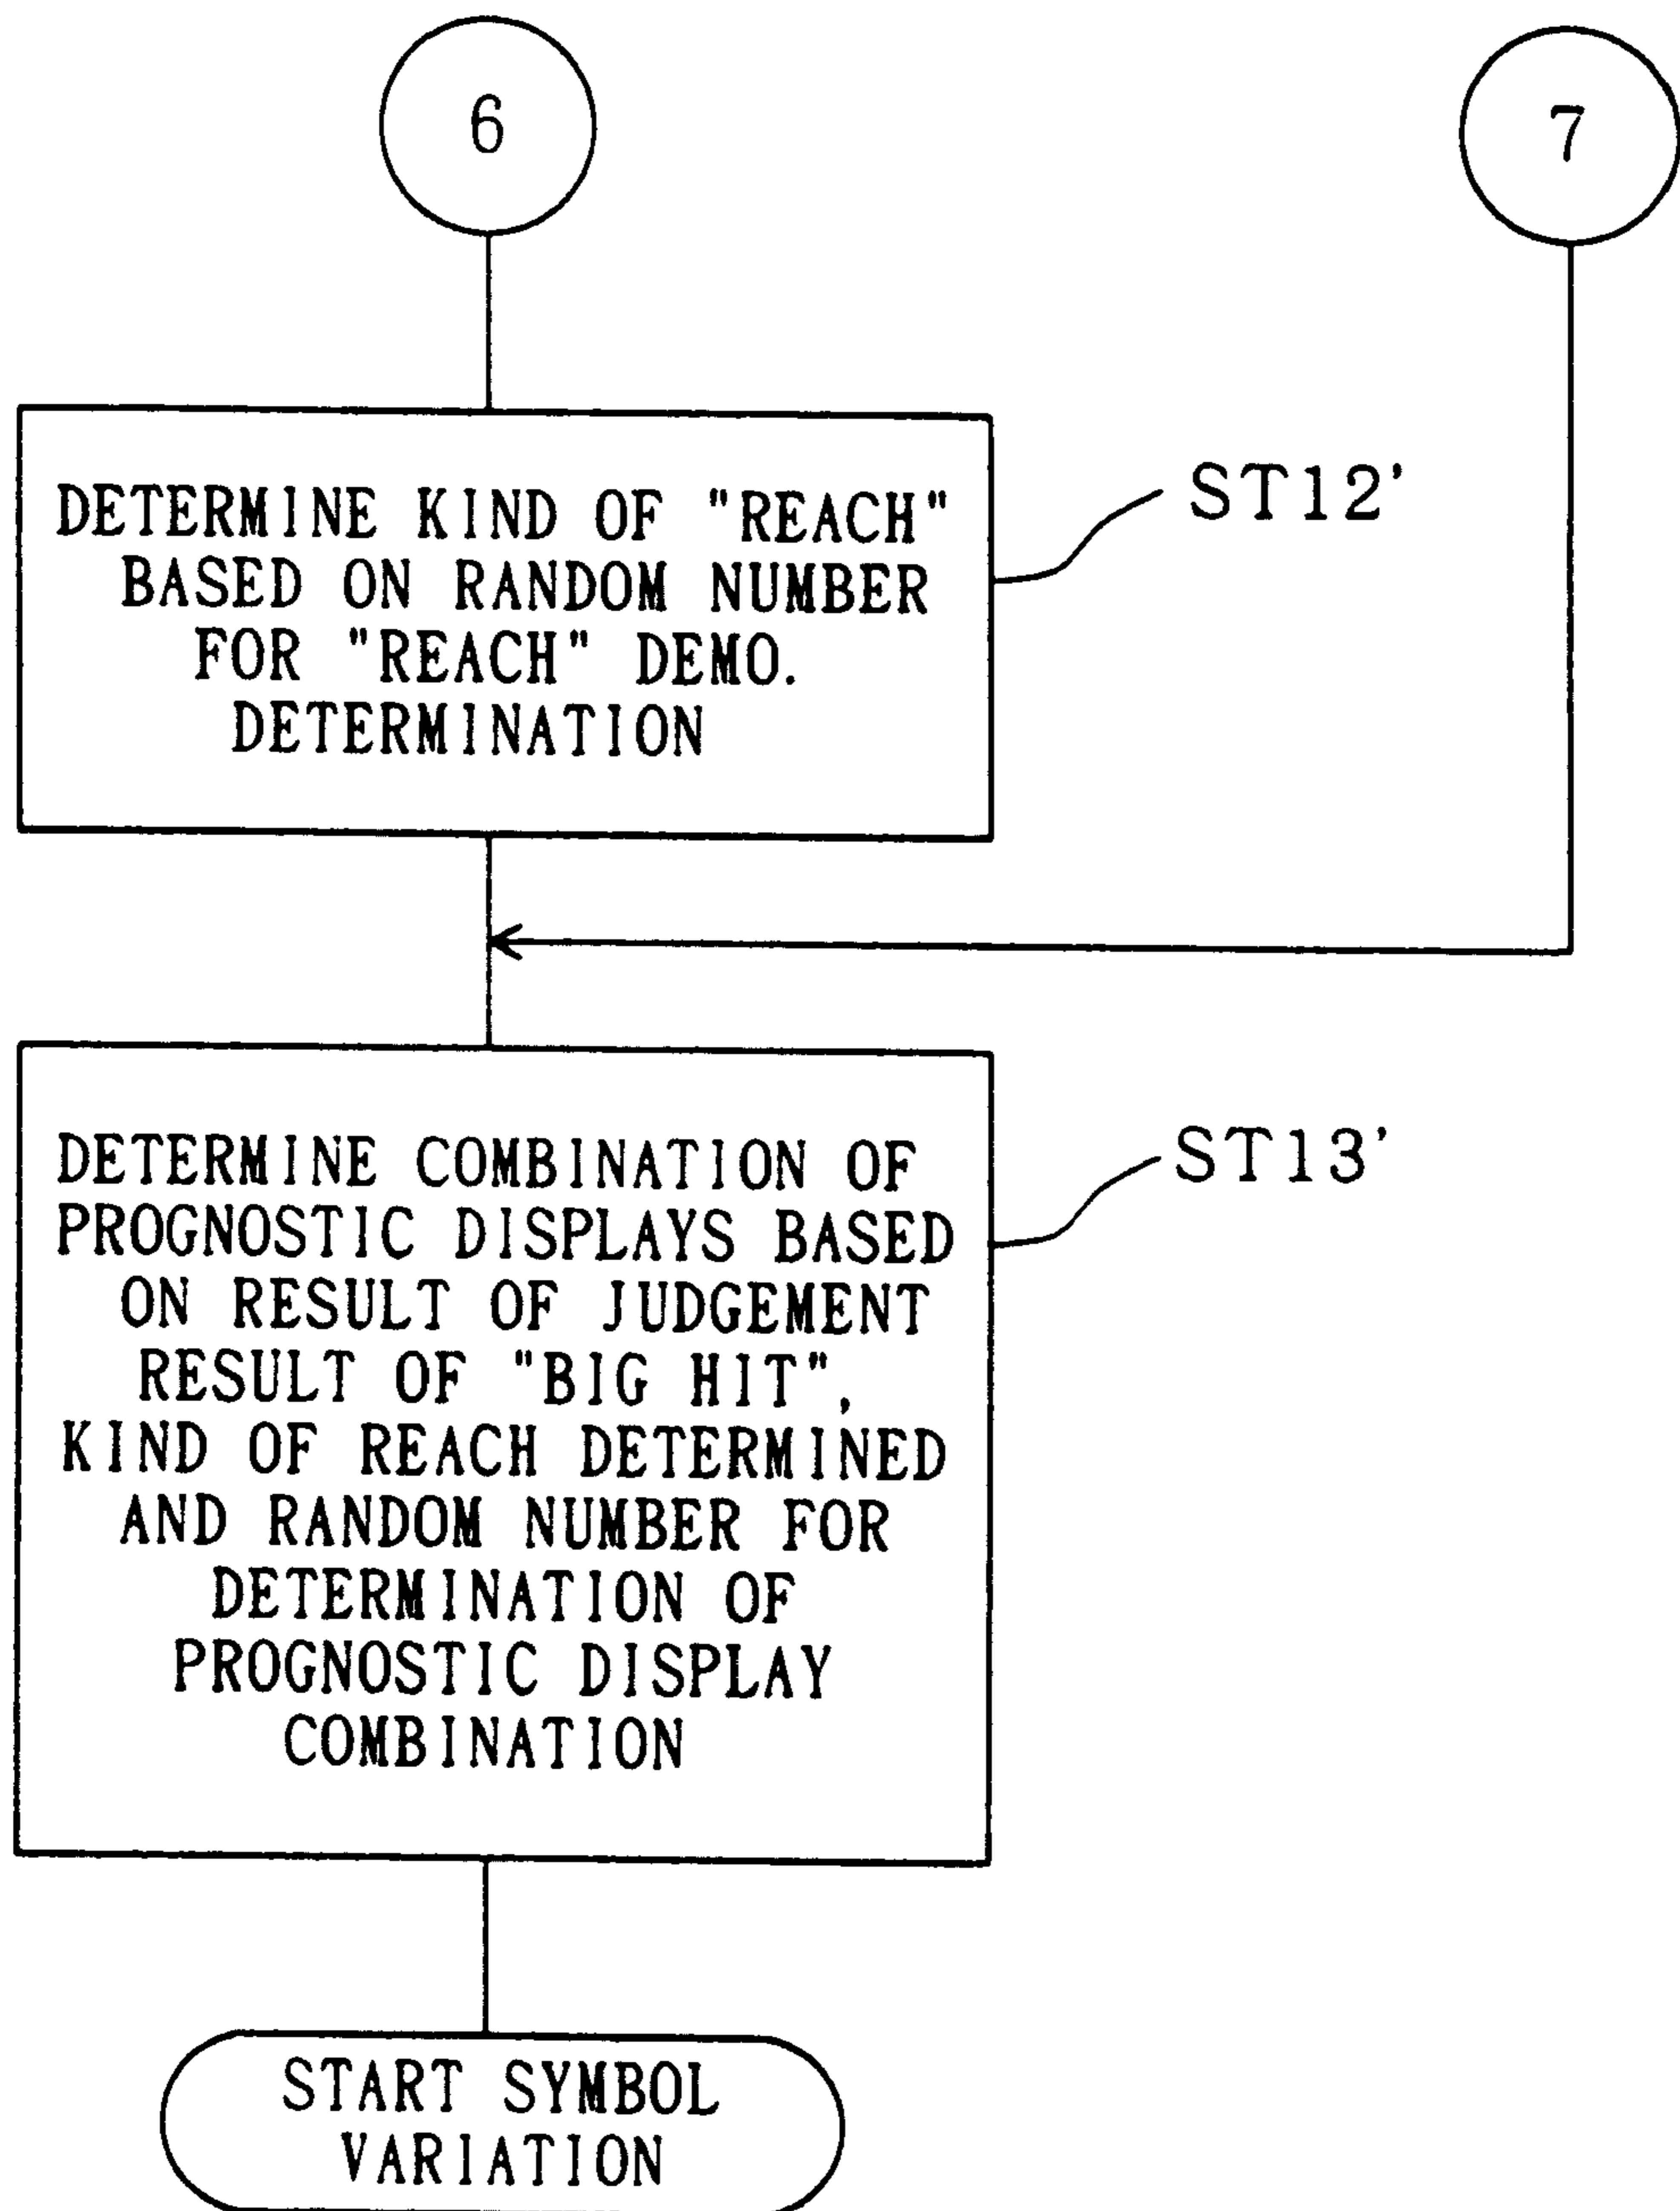 6
7
DETERMINE KIND OF "REACH"
BASED ON RANDOM NUMBER
FOR "REACH" DEMO.
DETERMINATION
ST12'
DETERMINE COMBINATION OF
PROGNOSTIC DISPLAYS BASED
ON RESULT OF JUDGEMENT
RESULT OF "BIG HIT",
KIND OF REACH DETERMINED
AND RANDOM NUMBER FOR
DETERMINATION OF
PROGNOSTIC DISPLAY
COMBINATION
ST13'
START SYMBOL
VARIATION